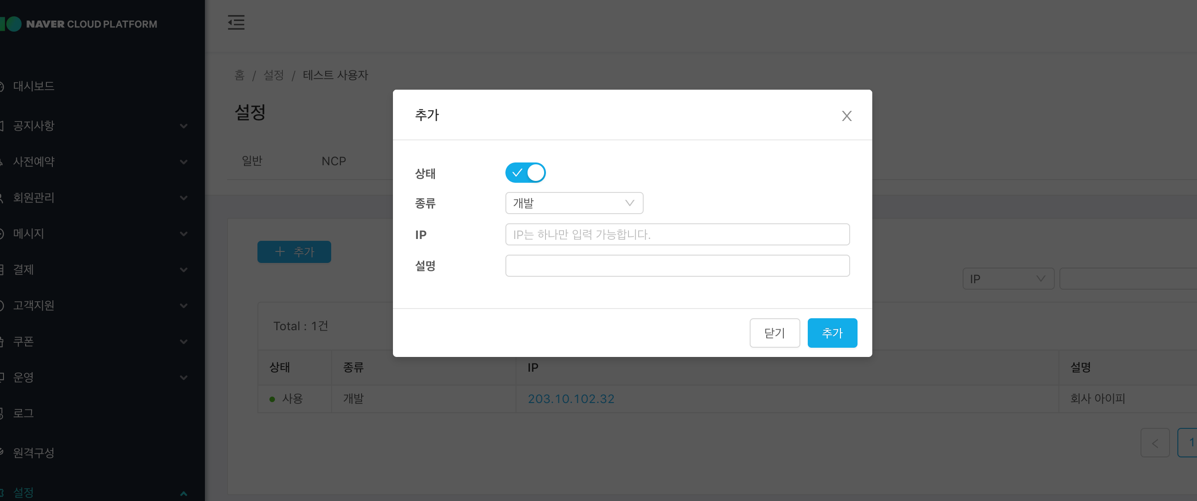 NAVER CLOUD PLATFORM
대시보드
공지사항
사전예약
회원관리
메시지
결제
고객지원
쿠폰
운영
로그
원격구성
설정
홈 / 설정 / 테스트 사용자
설정
일반 NCP
+ 추가
IP
Total : 1건
상태 종류 IP 설명
사용 개발 203.10.102.32 회사 아이피
< 1
추가
상태
종류 개발
IP IP는 하나만 입력 가능합니다.
설명
닫기 추가